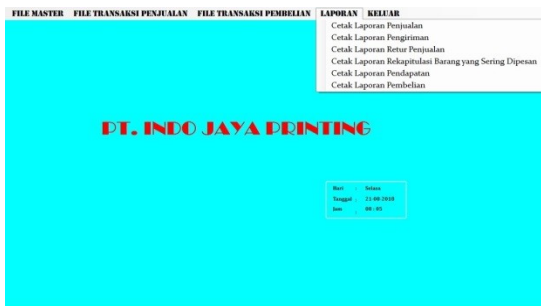 FILE MASTER FILE TRANSAKSI PENJUALAN FILE TRANSAKSI PEMBELIAN LAPORAN KELUAR
Cetak Laporan Penjualan
Cetak Laporan Pengiriman
Cetak Laporan Retur Penjualan
Cetak Laporan Rekapitulasi Barang yang Sering Dipesan
Cetak Laporan Pendapatan
Cetak Laporan Pembelian
PT. INDO JAYA PRINTING
Hari : Selasa
Tanggal : 21-08-2018
Jam :